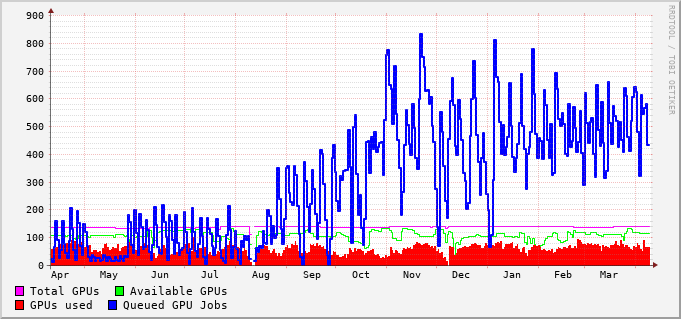 900
800
700
600
500
400
300
200
100
0
Apr May Jun Jul Aug Sep Oct Nov Dec Jan Feb Mar
RRDTOOL / TOBI OETIKER
Total GPUs Available GPUs
GPUs used Queued GPU Jobs